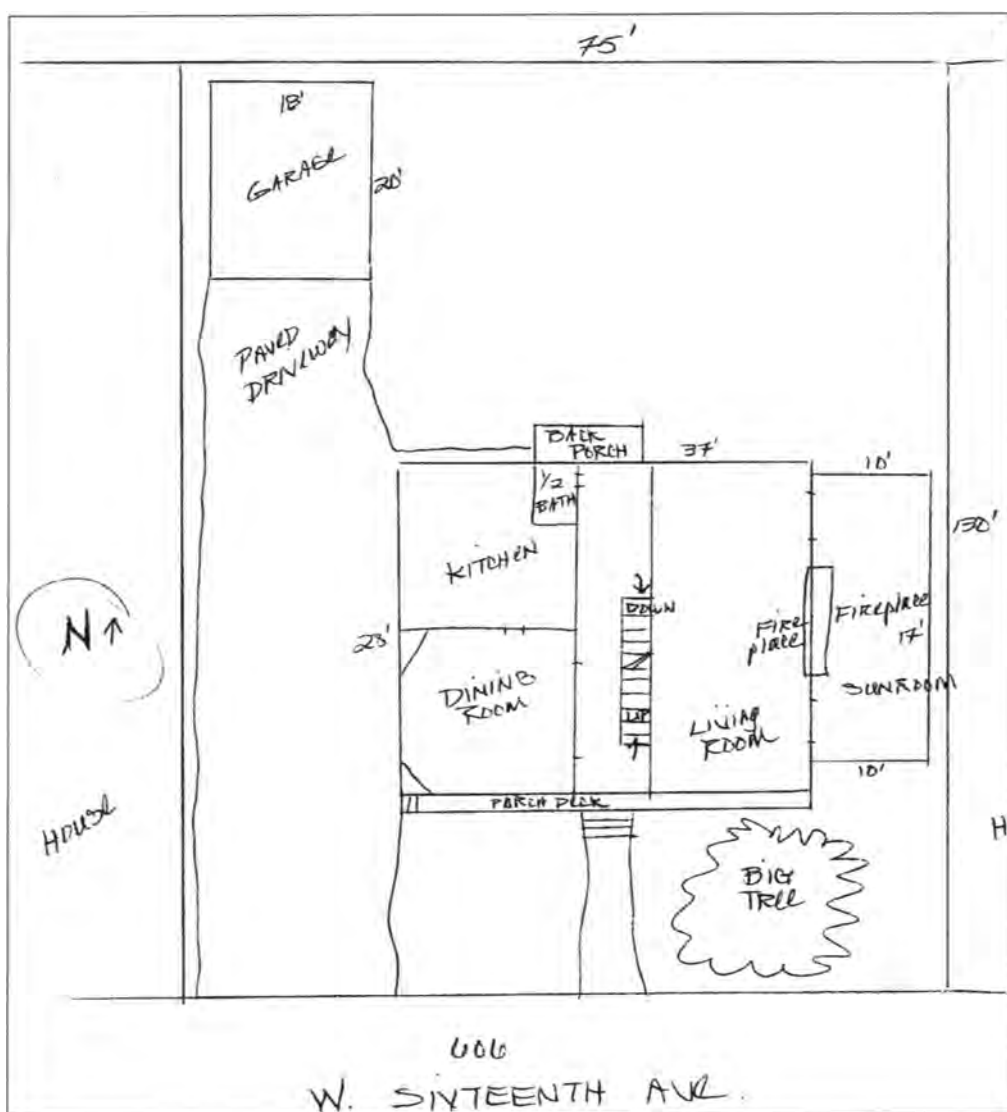 75'
18'
GARAGE
20'
PAVED
DRIVEWAY
BACK
PORCH
37'
10'
1/2
BATH
130'
KITCHEN
DOWN
FIRE
place
Fireplace
17'
N
23'
DINING
ROOM
UP
LIVING
ROOM
SUNROOM
10'
PORCH DECK
HOUSE
H
BIG
TREE
606
W. SIXTEENTH AVE.